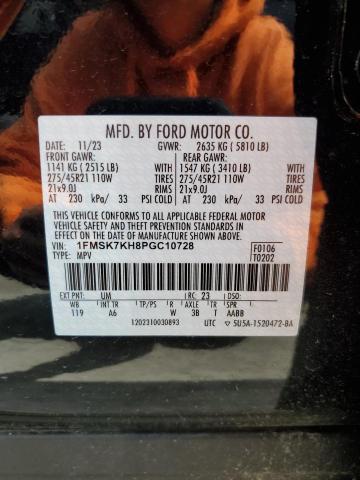 MFD. BY FORD MOTOR CO.
DATE: 11/23 GVWR: 2635 KG ( 5810 LB)
FRONT GAWR: REAR GAWR:
1141 KG ( 2515 LB) WITH 1547 KG ( 3410 LB) WITH
275/45R21 110W TIRES 275/45R21 110W TIRES
21x9.0J RIMS 21x9.0J RIMS
AT 230 kPa/ 33 PSI COLD AT 230 kPa/ 33 PSI COLD
THIS VEHICLE CONFORMS TO ALL APPLICABLE FEDERAL MOTOR
VEHICLE SAFETY AND THEFT PREVENTION STANDARDS IN EFFECT
ON THE DATE OF MANUFACTURE SHOWN ABOVE.
VIN: 1FMSK7KH8PGC10728 F0106
TYPE: MPV T0202
EXT PNT: UM RC: 23 DSO:
WB INT TR TP/PS R AXLE TR SPR
119 A6 W 3B T AABB
1202310030893 UTC 5U5A-1520472-BA